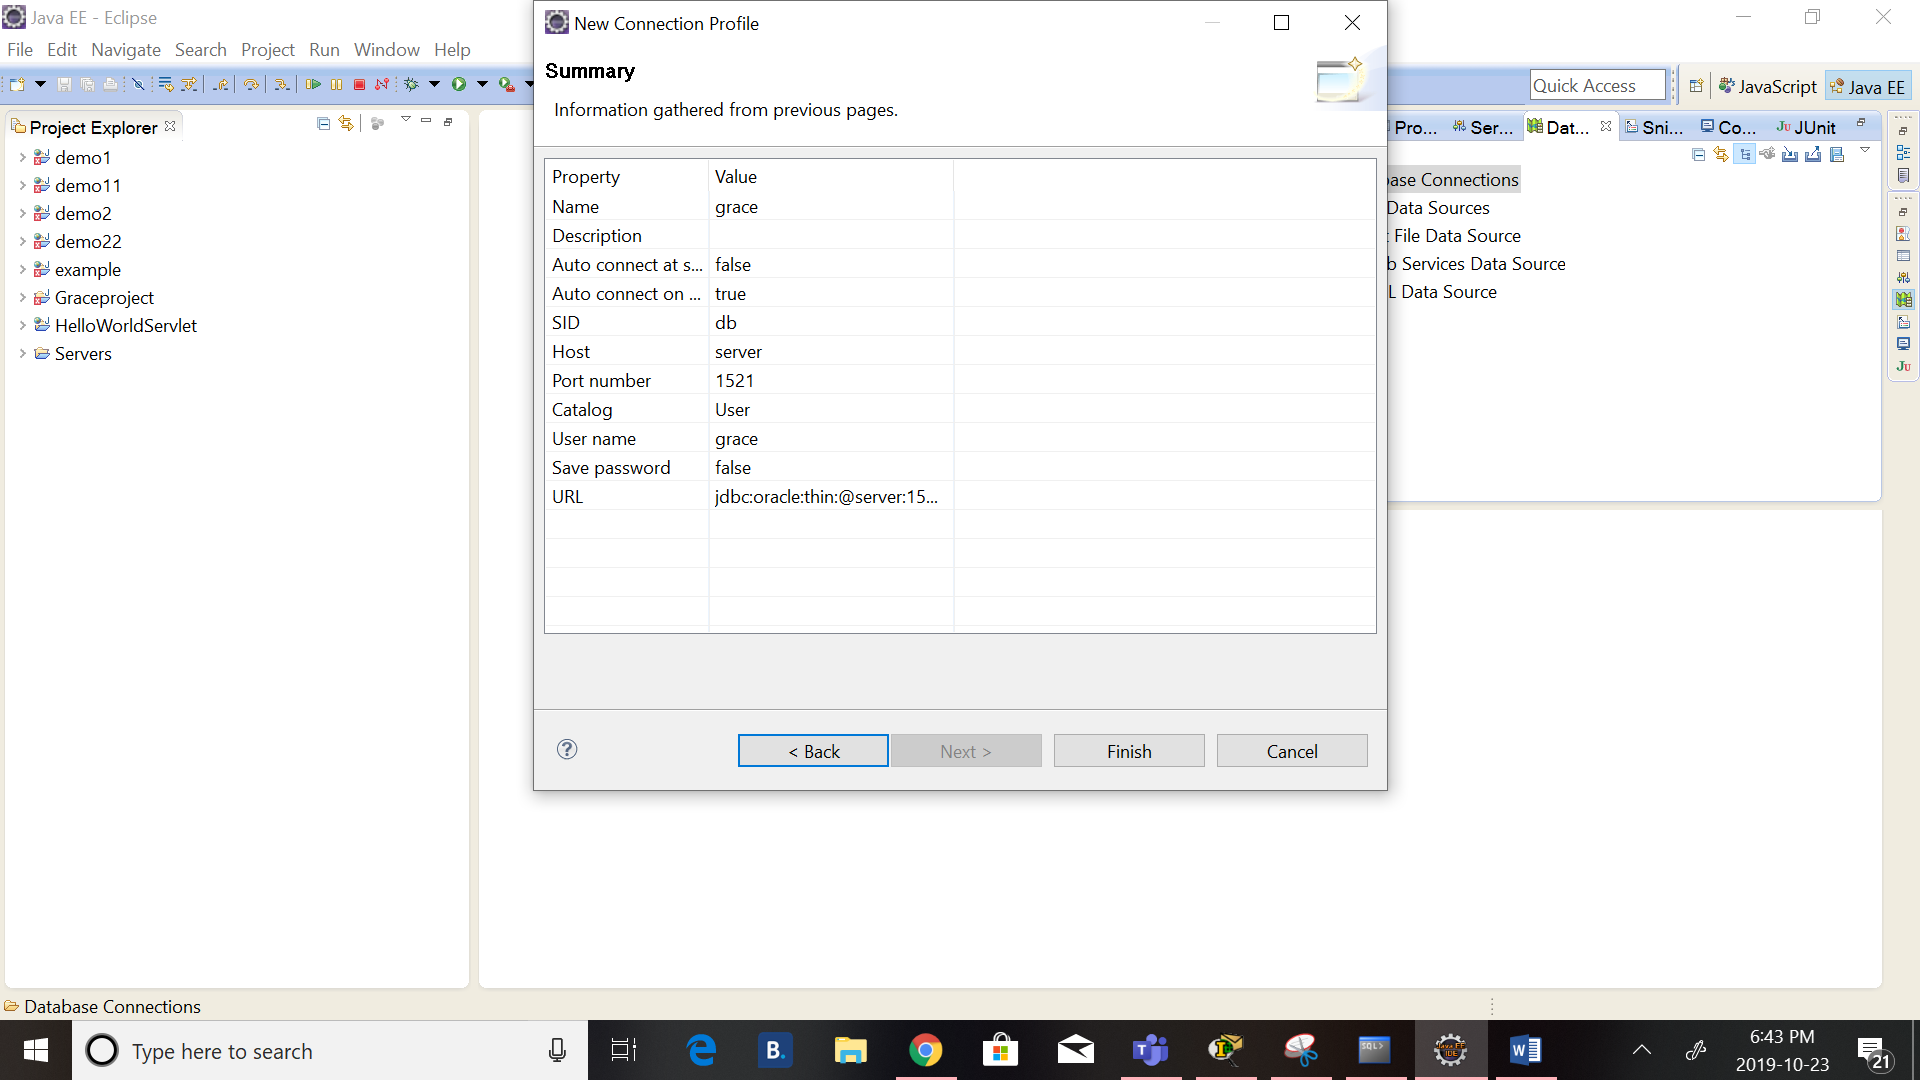 Java EE - Eclipse
File Edit Navigate Search Project Run Window Help
Quick Access
JavaScript
Java EE
Project Explorer
demo1
demo11
demo2
demo22
example
Graceproject
HelloWorldServlet
Servers
New Connection Profile
Summary
Information gathered from previous pages.
Property Value
Name grace
Description
Auto connect at s... false
Auto connect on ... true
SID db
Host server
Port number 1521
Catalog User
User name grace
Save password false
URL jdbc:oracle:thin:@server:15...
< Back
Next >
Finish
Cancel
Pro... Ser... Dat... Sni... Co... JUnit
ase Connections
Data Sources
File Data Source
b Services Data Source
L Data Source
Database Connections
Type here to search
6:43 PM
2019-10-23
21